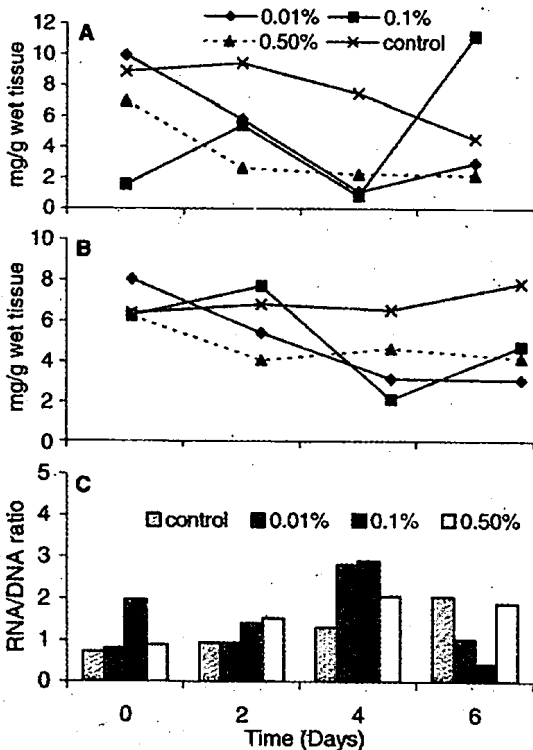 0.01% 0.1%
0.50% control
A
mg/g wet tissue
12
10
8
6
4
2
0
B
mg/g wet tissue
10
8
6
4
2
0
C
control 0.01% 0.1% 0.50%
RNA/DNA ratio
5
4
3
2
1
0
0 2 4 6
Time (Days)